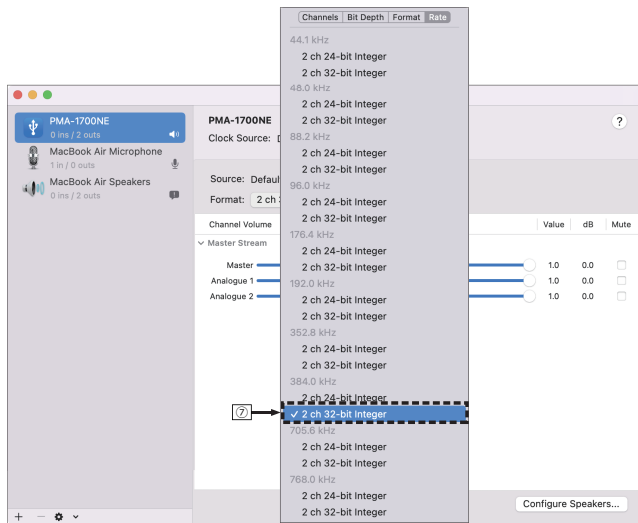 Channels Bit Depth Format Rate
44.1 kHz
2 ch 24-bit Integer
2 ch 32-bit Integer
48.0 kHz
2 ch 24-bit Integer
2 ch 32-bit Integer
88.2 kHz
2 ch 24-bit Integer
2 ch 32-bit Integer
96.0 kHz
2 ch 24-bit Integer
2 ch 32-bit Integer
176.4 kHz
2 ch 24-bit Integer
2 ch 32-bit Integer
192.0 kHz
2 ch 24-bit Integer
2 ch 32-bit Integer
352.8 kHz
2 ch 24-bit Integer
2 ch 32-bit Integer
384.0 kHz
2 ch 24-bit Integer
✓ 2 ch 32-bit Integer
705.6 kHz
2 ch 24-bit Integer
2 ch 32-bit Integer
768.0 kHz
2 ch 24-bit Integer
2 ch 32-bit Integer
PMA-1700NE
0 ins / 2 outs
MacBook Air Microphone
1 in / 0 outs
MacBook Air Speakers
0 ins / 2 outs
PMA-1700NE
?
Clock Source:
Source: Defaul
Format: 2 ch
Channel Volume Value dB Mute
Master Stream
Master 1.0 0.0
Analogue 1 1.0 0.0
Analogue 2 1.0 0.0
⑦
Configure Speakers...